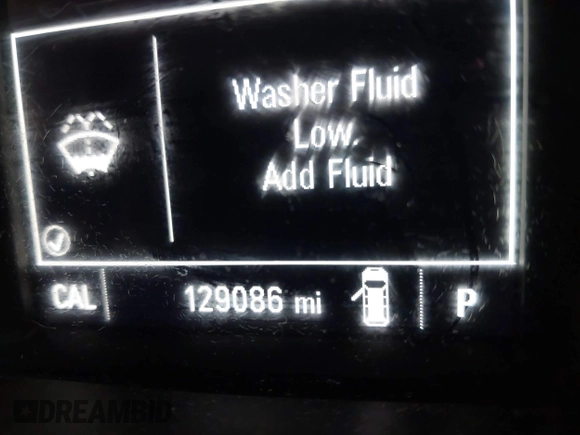 Washer Fluid
Low.
Add Fluid
CAL
129086 mi
P
DREAMBID